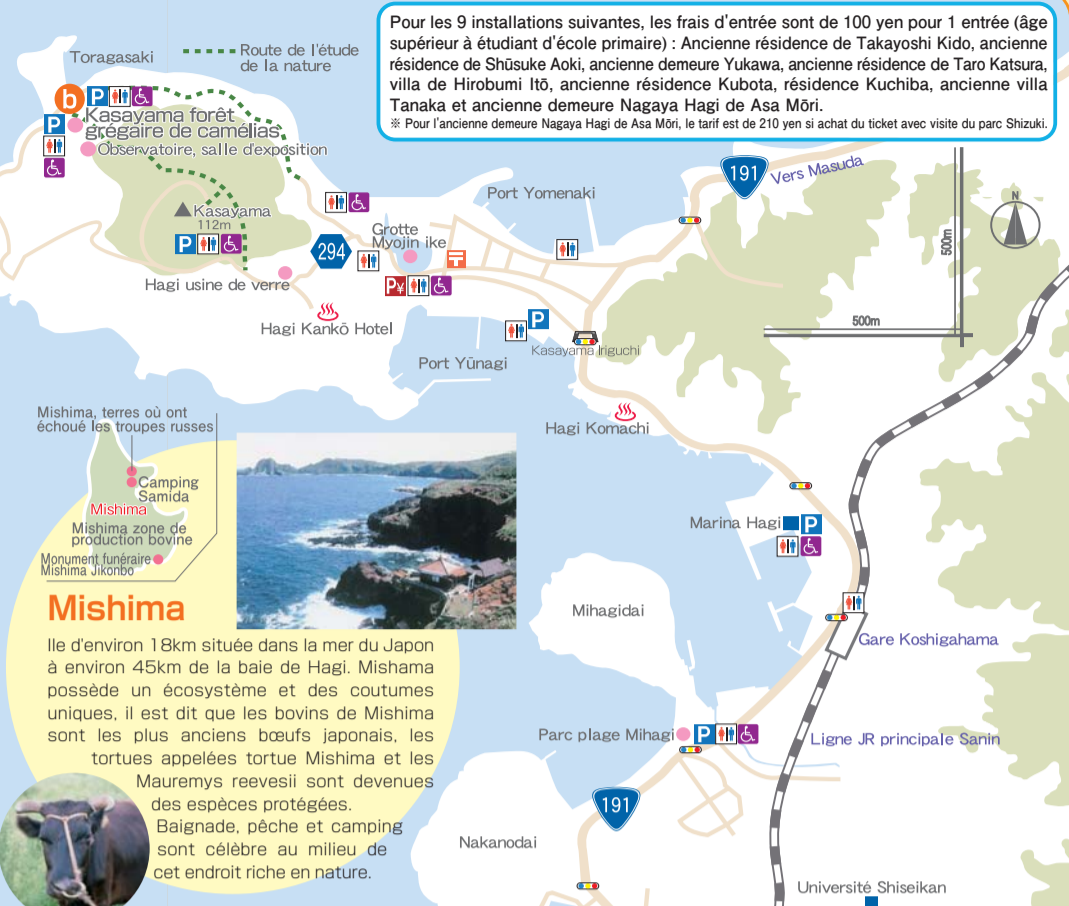 Pour les 9 installations suivantes, les frais d'entrée sont de 100 yen pour 1 entrée (âge
supérieur à étudiant d'école primaire) : Ancienne résidence de Takayoshi Kido, ancienne
résidence de Shūsuke Aoki, ancienne demeure Yukawa, ancienne résidence de Taro Katsura,
villa de Hirobumi Itō, ancienne résidence Kubota, résidence Kuchiba, ancienne villa
Tanaka et ancienne demeure Nagaya Hagi de Asa Mōri.
※ Pour l'ancienne demeure Nagaya Hagi de Asa Mōri, le tarif est de 210 yen si achat du ticket avec visite du parc Shizuki.
Toragasaki
Route de l'étude
de la nature
b
P
P
Kasayama forêt
grégaire de camélias
Observatoire, salle d'exposition
Kasayama
112m
P
294
Hagi usine de verre
Grotte
Myojin ike
〒
P¥
Port Yomenaki
191
Vers Masuda
N
500m
500m
Hagi Kankō Hotel
P
Kasayama Iriguchi
Port Yūnagi
Hagi Komachi
Marina Hagi
P
Mihagidai
Gare Koshigahama
Parc plage Mihagi
P
Ligne JR principale Sanin
191
Nakanodai
Université Shiseikan
Mishima, terres où ont
échoué les troupes russes
Camping
Samida
Mishima
Mishima zone de
production bovine
Monument funéraire
Mishima Jikonbo
Mishima
Ile d'environ 18km située dans la mer du Japon
à environ 45km de la baie de Hagi. Mishama
possède un écosystème et des coutumes
uniques, il est dit que les bovins de Mishima
sont les plus anciens bœufs japonais, les
tortues appelées tortue Mishima et les
Mauremys reevesii sont devenues
des espèces protégées.
Baignade, pêche et camping
sont célèbre au milieu de
cet endroit riche en nature.